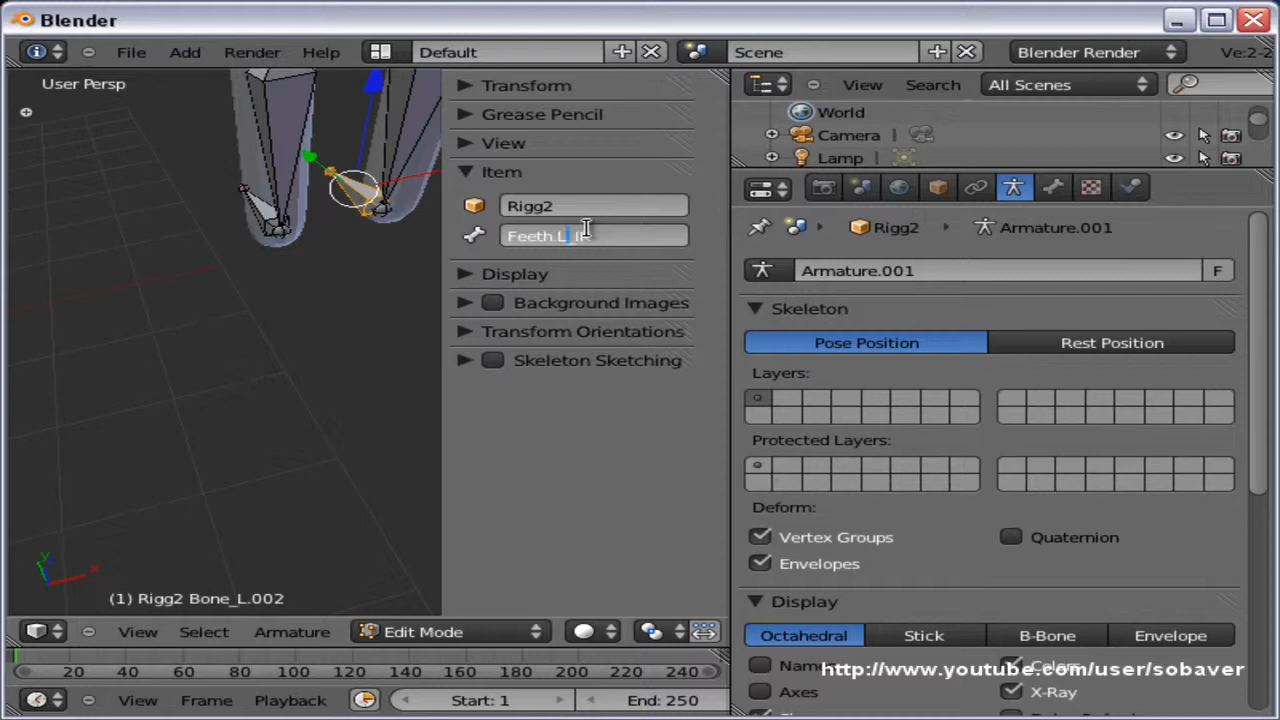 Blender
File Add Render Help Default Scene Blender Render Ve:2-2
User Persp
Transform
Grease Pencil
View
Item
Rigg2
Feeth.L
Display
Background Images
Transform Orientations
Skeleton Sketching
(1) Rigg2 Bone_L.002
View Select Armature Edit Mode
20 40 60 80 100 120 140 160 180 200 220 240
View Frame Playback Start: 1 End: 250
View Search All Scenes
World
Camera
Lamp
Rigg2 Armature.001
Armature.001 F
Skeleton
Pose Position Rest Position
Layers:
Protected Layers:
Deform:
Vertex Groups Quaternion
Envelopes
Display
Octahedral Stick B-Bone Envelope
http://www.youtube.com/user/sobaver
Axes X-Ray